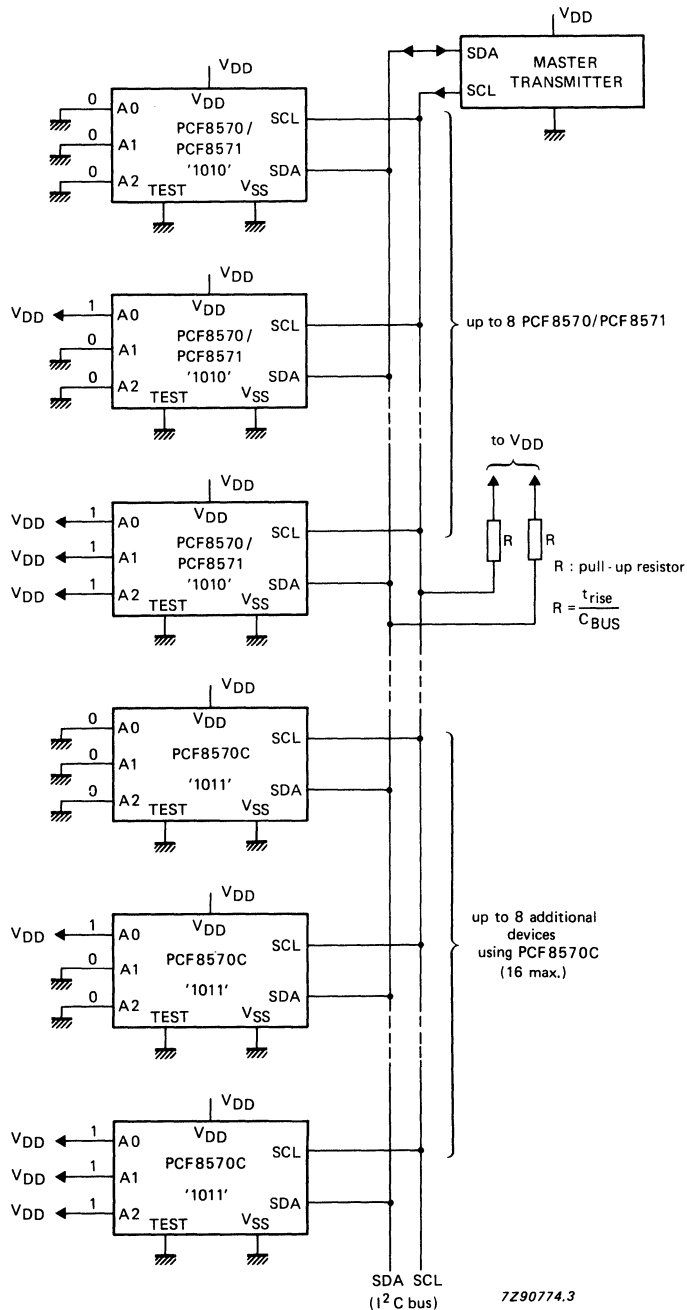 VDD
SDA
MASTER
TRANSMITTER
SCL
VDD
0 A0
VDD
SCL
PCF8570/
PCF8571
0 A1
'1010'
SDA
0 A2
TEST
VSS
VDD
VDD 1 A0
VDD
SCL
up to 8 PCF8570/PCF8571
PCF8570/
PCF8571
0 A1
'1010'
SDA
0 A2
TEST
VSS
to VDD
VDD
VDD 1 A0
VDD
SCL
R
R
PCF8570/
PCF8571
VDD 1 A1
'1010'
SDA
R : pull-up resistor
VDD 1 A2
TEST
VSS
R = trise
CBUS
VDD
0 A0
VDD
SCL
PCF8570C
0 A1
'1011'
SDA
0 A2
TEST
VSS
VDD
VDD 1 A0
VDD
SCL
up to 8 additional
devices
using PCF8570C
(16 max.)
PCF8570C
0 A1
'1011'
SDA
0 A2
TEST
VSS
VDD
VDD 1 A0
VDD
SCL
PCF8570C
VDD 1 A1
'1011'
SDA
VDD 1 A2
TEST
VSS
SDA SCL
(I2C bus)
7Z90774.3